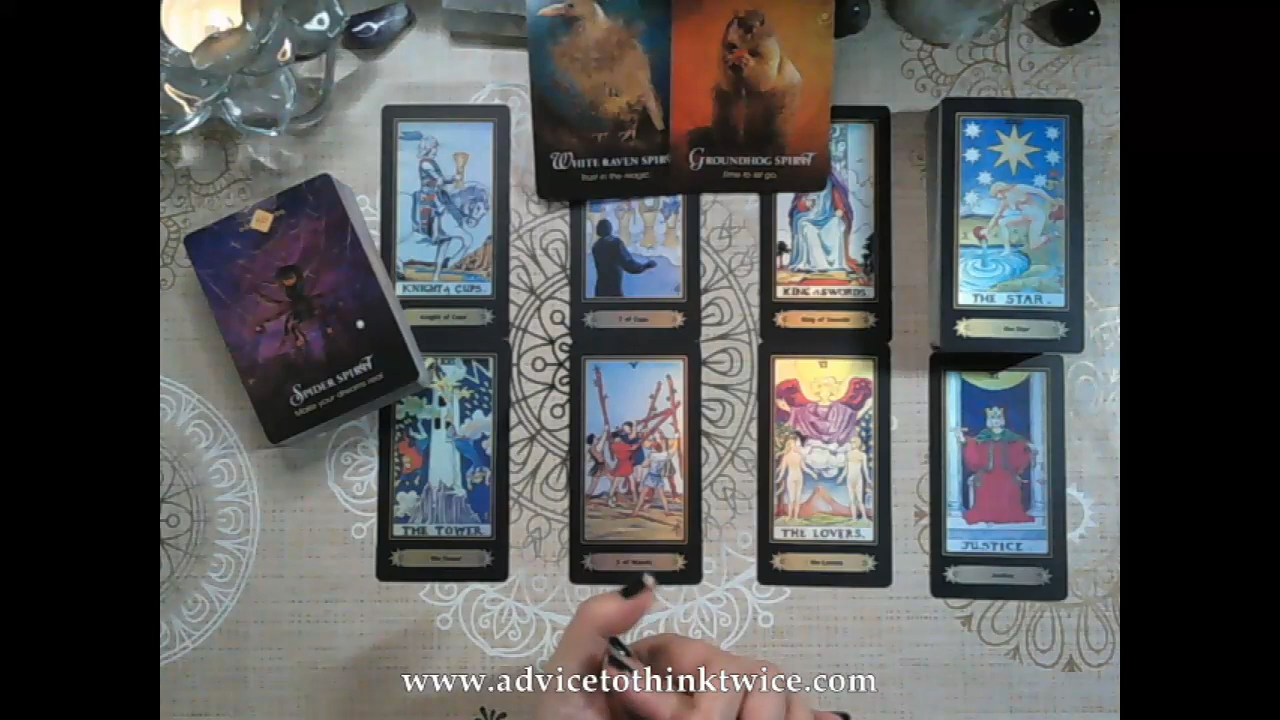 WHITE RAVEN SPIR
Trust in the magic.
GROUNDHOG SPIRIT
Time to let go.
KNIGHT of CUPS.
Knight of Cups
7 of Cups
KING of SWORDS.
King of Swords
THE STAR.
the Star
SPIDER SPIRIT
Make your dreams real
THE TOWER.
The Tower
V
5 of Wands
VI
THE LOVERS.
the Lovers
JUSTICE.
Justice
www.advicetothinktwice.com